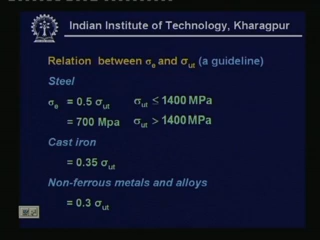 Indian Institute of Technology, Kharagpur
Relation between σe and σut (a guideline)
Steel
σe = 0.5 σut σut ≤ 1400 MPa
= 700 Mpa σut > 1400 MPa
Cast iron
= 0.35 σut
Non-ferrous metals and alloys
= 0.3 σut